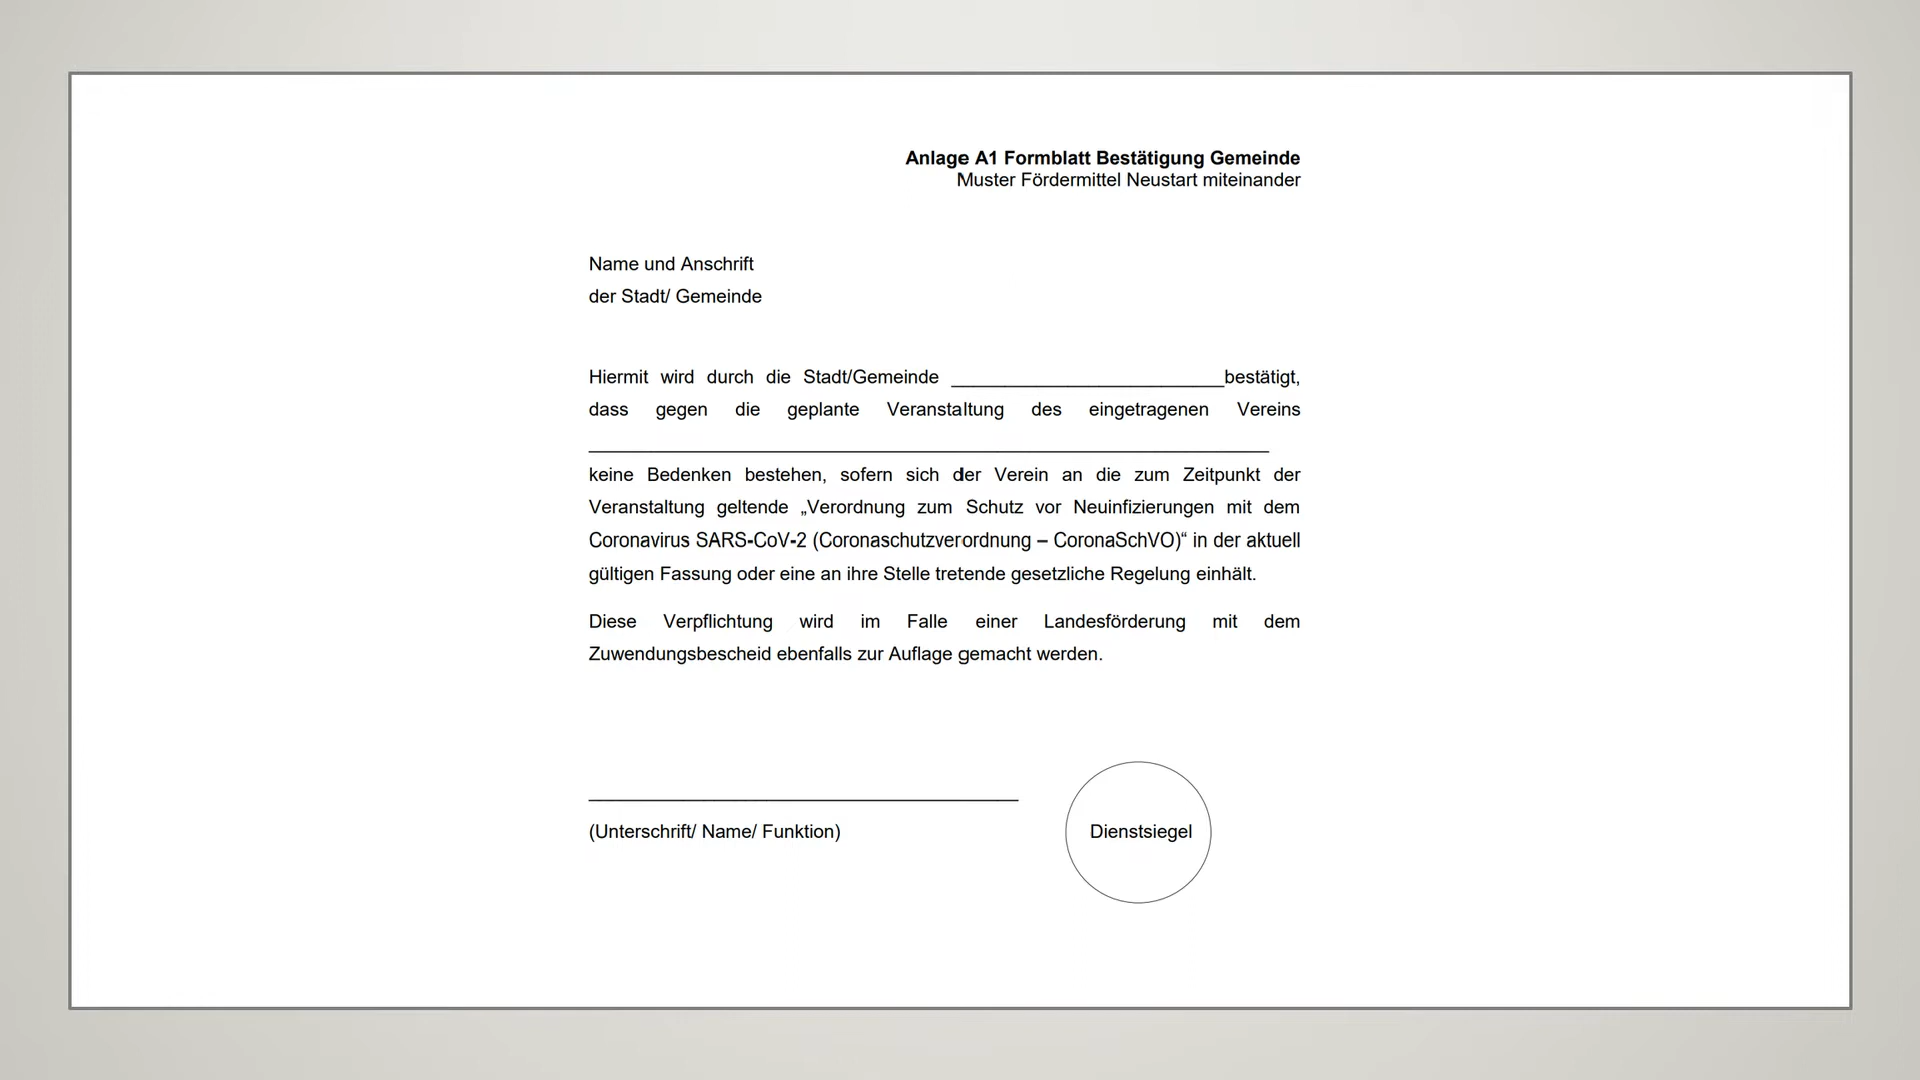 Anlage A1 Formblatt Bestätigung Gemeinde
Muster Fördermittel Neustart miteinander
Name und Anschrift
der Stadt/ Gemeinde
Hiermit wird durch die Stadt/Gemeinde __________________________bestätigt,
dass gegen die geplante Veranstaltung des eingetragenen Vereins
_________________________________________________________________
keine Bedenken bestehen, sofern sich der Verein an die zum Zeitpunkt der
Veranstaltung geltende „Verordnung zum Schutz vor Neuinfizierungen mit dem
Coronavirus SARS-CoV-2 (Coronaschutzverordnung – CoronaSchVO)“ in der aktuell
gültigen Fassung oder eine an ihre Stelle tretende gesetzliche Regelung einhält.
Diese Verpflichtung wird im Falle einer Landesförderung mit dem
Zuwendungsbescheid ebenfalls zur Auflage gemacht werden.
_________________________________________
(Unterschrift/ Name/ Funktion)
Dienstsiegel